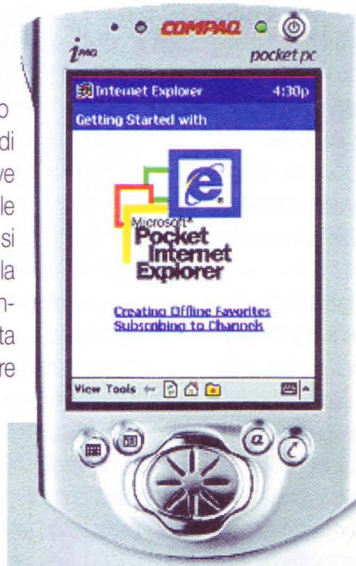 COMPAQ
iPAQ
pocket pc
Internet Explorer 4:30p
Getting Started with
Microsoft®
Pocket
Internet
Explorer
Creating Offline Favorites
Subscribing to Channels
View Tools
o
di
ve
le
si
la
n-
ta
re